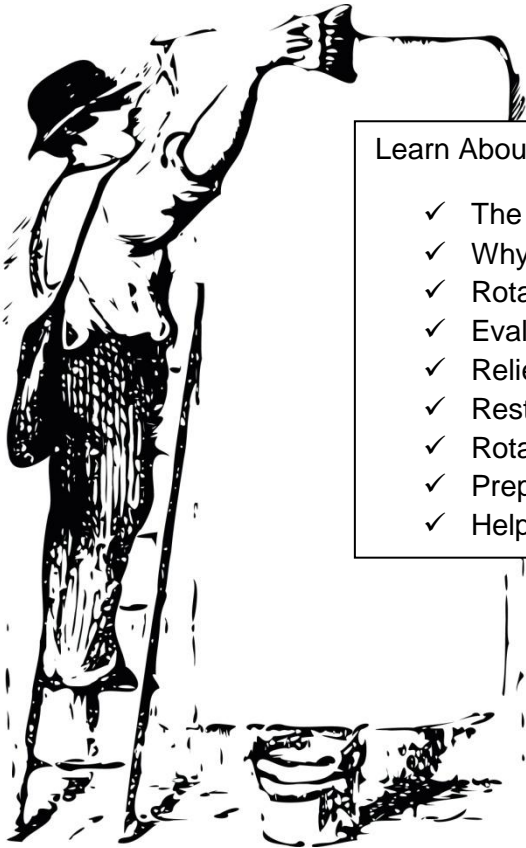 Learn Abou
✓ The
✓ Why
✓ Rota
✓ Eval
✓ Relie
✓ Rest
✓ Rota
✓ Prep
✓ Help